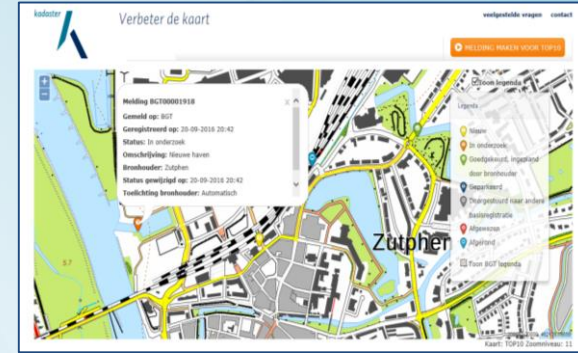 kadaster
Verbeter de kaart
veelgestelde vragen contact
MELDING MAKEN VOOR TOP10
Toon legenda
Melding BGT00001918
x
Gemeld op: BGT
Geregistreerd op: 20-09-2016 20:42
Status: In onderzoek
Omschrijving: Nieuwe haven
Bronhouder: Zutphen
Status gewijzigd op: 20-09-2016 20:42
Toelichting bronhouder: Automatisch
Legenda
Nieuw
In onderzoek
Goedgekeurd, ingepland
door bronhouder
Geparkeerd
Doorgestuurd naar andere
basisregistratie
Afgewezen
Afgerond
Toon BGT legenda
Zutphen
3.7
Kaart: TOP10 Zoomniveau: 11